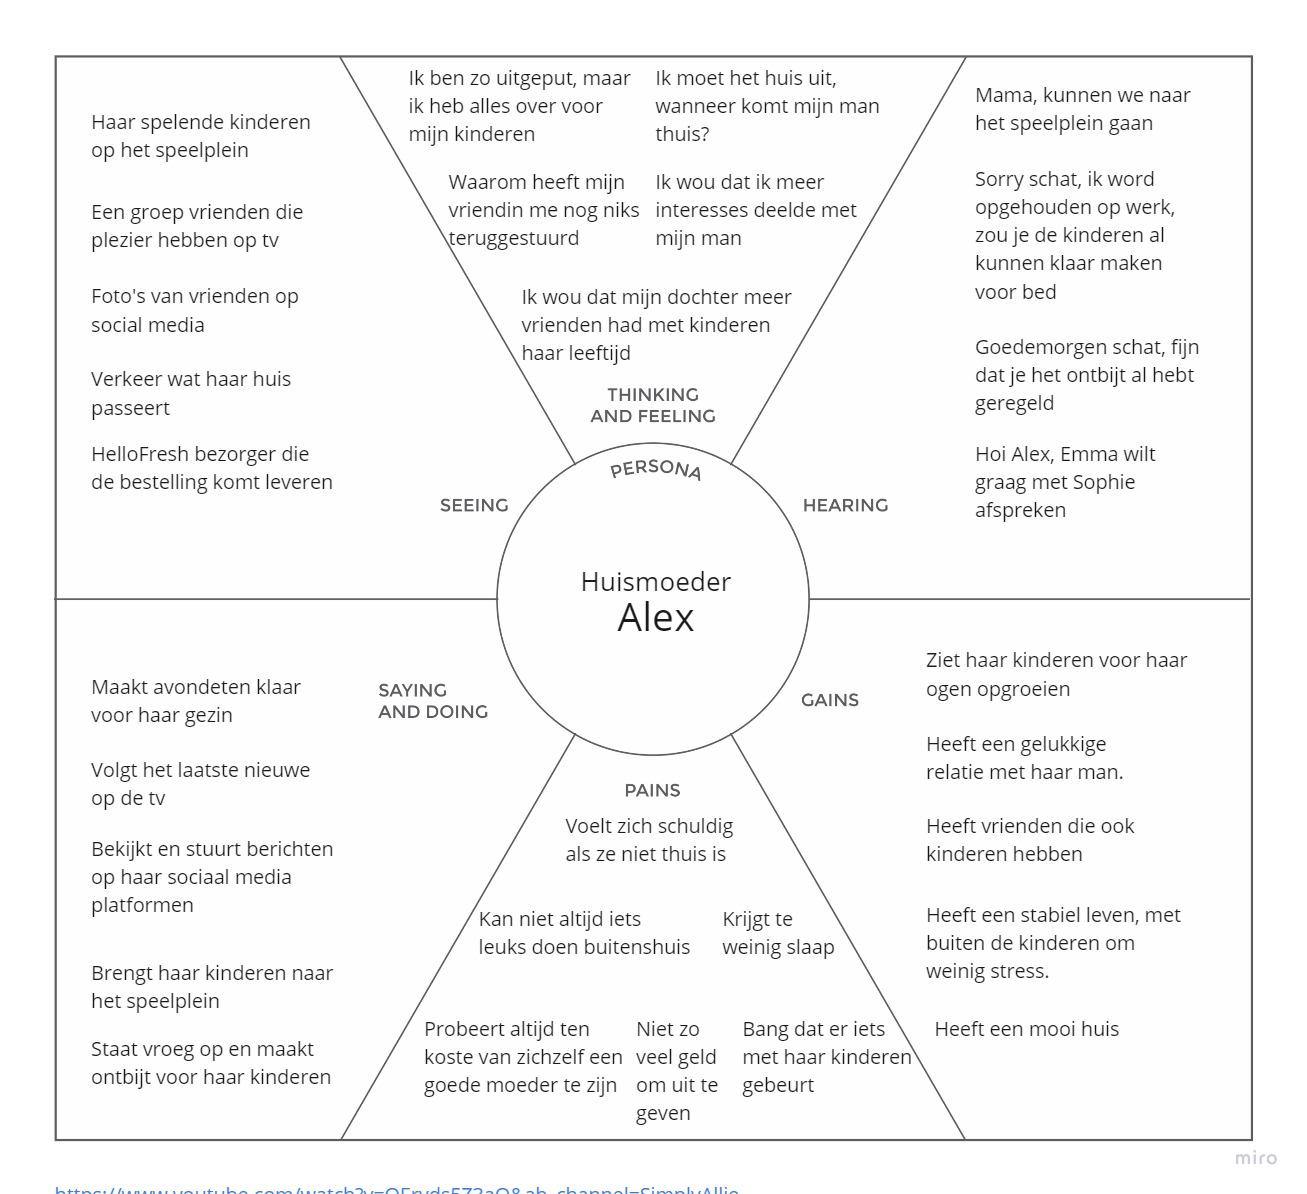 Haar spelende kinderen
op het speelplein
Een groep vrienden die
plezier hebben op tv
Foto's van vrienden op
social media
Verkeer wat haar huis
passeert
HelloFresh bezorger die
de bestelling komt leveren
SEEING
Ik ben zo uitgeput, maar
ik heb alles over voor
mijn kinderen
Ik moet het huis uit,
wanneer komt mijn man
thuis?
Waarom heeft mijn
vriendin me nog niks
teruggestuurd
Ik wou dat ik meer
interesses deelde met
mijn man
Ik wou dat mijn dochter meer
vrienden had met kinderen
haar leeftijd
THINKING
AND FEELING
Mama, kunnen we naar
het speelplein gaan
Sorry schat, ik word
opgehouden op werk,
zou je de kinderen al
kunnen klaar maken
voor bed
Goedemorgen schat, fijn
dat je het ontbijt al hebt
geregeld
Hoi Alex, Emma wilt
graag met Sophie
afspreken
HEARING
PERSONA
Huismoeder
Alex
Maakt avondeten klaar
voor haar gezin
Volgt het laatste nieuwe
op de tv
Bekijkt en stuurt berichten
op haar sociaal media
platformen
Brengt haar kinderen naar
het speelplein
Staat vroeg op en maakt
ontbijt voor haar kinderen
SAYING
AND DOING
PAINS
Voelt zich schuldig
als ze niet thuis is
Kan niet altijd iets
leuks doen buitenshuis
Krijgt te
weinig slaap
Probeert altijd ten
koste van zichzelf een
goede moeder te zijn
Niet zo
veel geld
om uit te
geven
Bang dat er iets
met haar kinderen
gebeurt
GAINS
Ziet haar kinderen voor haar
ogen opgroeien
Heeft een gelukkige
relatie met haar man.
Heeft vrienden die ook
kinderen hebben
Heeft een stabiel leven, met
buiten de kinderen om
weinig stress.
Heeft een mooi huis
miro